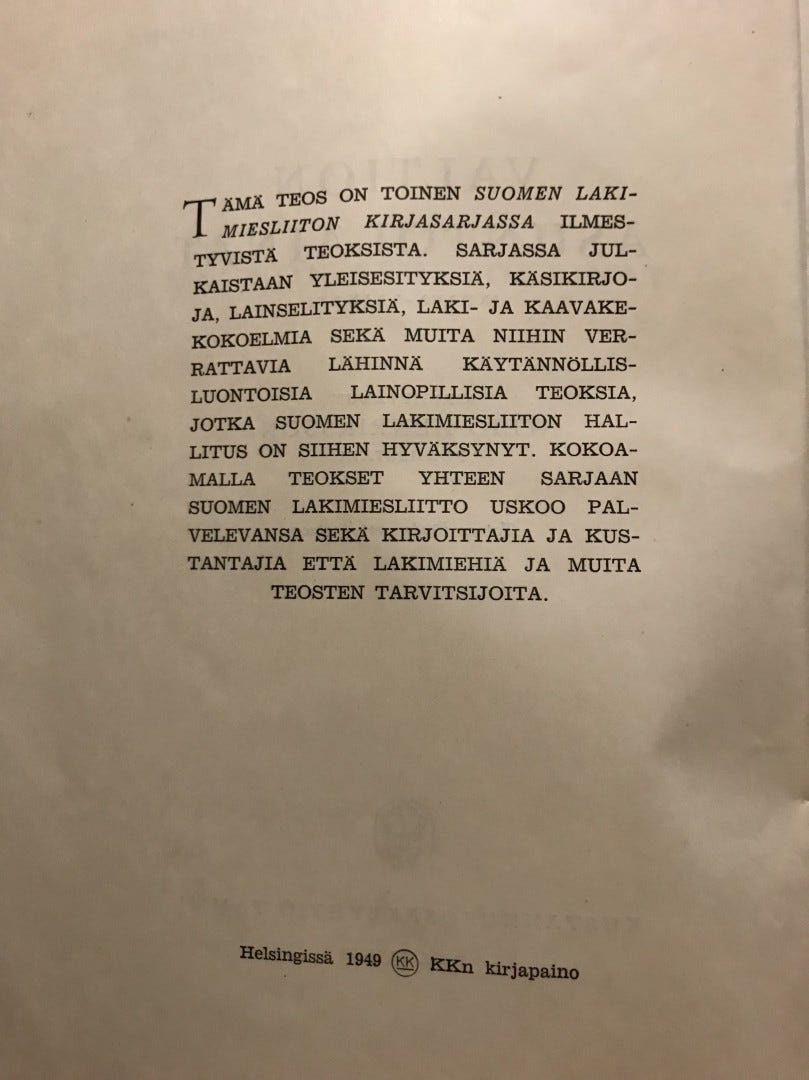 TÄMÄ TEOS ON TOINEN SUOMEN LAKI-
MIESLIITON KIRJASARJASSA ILMES-
TYVISTÄ TEOKSISTA. SARJASSA JUL-
KAISTAAN YLEISESITYKSIÄ, KÄSIKIRJO-
JA, LAINSELITYKSIÄ, LAKI- JA KAAVAKE-
KOKOELMIA SEKÄ MUITA NIIHIN VER-
RATTAVIA LÄHINNÄ KÄYTÄNNÖLLIS-
LUONTOISIA LAINOPILLISIA TEOKSIA,
JOTKA SUOMEN LAKIMIESLIITON HAL-
LITUS ON SIIHEN HYVÄKSYNYT. KOKOA-
MALLA TEOKSET YHTEEN SARJAAN
SUOMEN LAKIMIESLIITTO USKOO PAL-
VELEVANSA SEKÄ KIRJOITTAJIA JA KUS-
TANTAJIA ETTÄ LAKIMIEHIÄ JA MUITA
TEOSTEN TARVITSIJOITA.
Helsingissä 1949 KK KKn kirjapaino